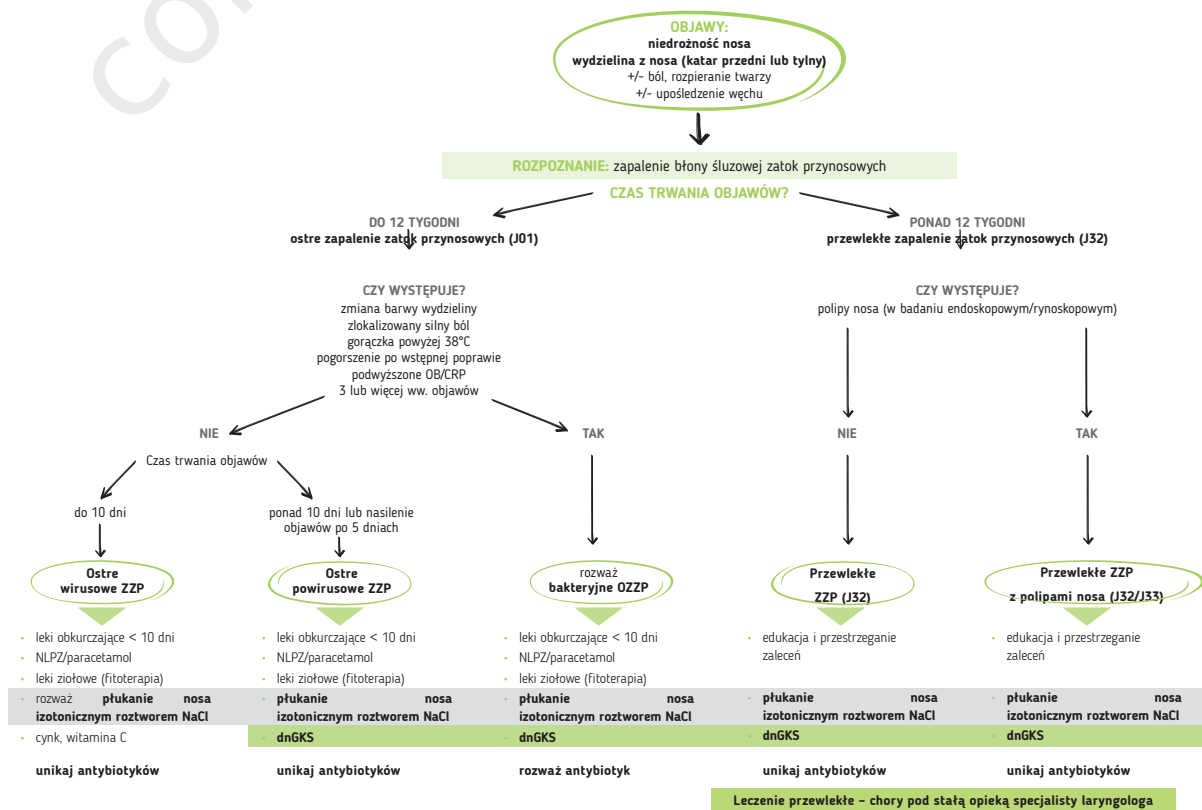 OBJAWY:
niedrożność nosa
wydzielina z nosa (katar przedni lub tylny)
+/- ból, rozpieranie twarzy
+/- upośledzenie węchu
ROZPOZNANIE: zapalenie błony śluzowej zatok przynosowych
CZAS TRWANIA OBJAWÓW?
DO 12 TYGODNI
ostre zapalenie zatok przynosowych (J01)
PONAD 12 TYGODNI
przewlekłe zapalenie zatok przynosowych (J32)
CZY WYSTĘPUJE?
zmiana barwy wydzieliny
zlokalizowany silny ból
gorączka powyżej 38°C
pogorszenie po wstępnej poprawie
podwyższone OB/CRP
3 lub więcej ww. objawów
CZY WYSTĘPUJE?
polipy nosa (w badaniu endoskopowym/rynoskopowym)
NIE
TAK
NIE
TAK
Czas trwania objawów
do 10 dni
ponad 10 dni lub nasilenie
objawów po 5 dniach
Ostre
wirusowe ZZP
• leki obkurczające < 10 dni
• NLPZ/paracetamol
• leki ziołowe (fitoterapia)
• rozważ płukanie nosa
izotonicznym roztworem NaCl
• cynk, witamina C
unikaj antybiotyków
Ostre
powirusowe ZZP
• leki obkurczające < 10 dni
• NLPZ/paracetamol
• leki ziołowe (fitoterapia)
• płukanie nosa
izotonicznym roztworem NaCl
• dnGKS
unikaj antybiotyków
rozważ
bakteryjne OZZP
• leki obkurczające < 10 dni
• NLPZ/paracetamol
• leki ziołowe (fitoterapia)
• płukanie nosa
izotonicznym roztworem NaCl
• dnGKS
rozważ antybiotyk
Przewlekłe
ZZP (J32)
• edukacja i przestrzeganie
zaleceń
• płukanie nosa
izotonicznym roztworem NaCl
• dnGKS
unikaj antybiotyków
Przewlekłe ZZP
z polipami nosa (J32/J33)
• edukacja i przestrzeganie
zaleceń
• płukanie nosa
izotonicznym roztworem NaCl
• dnGKS
unikaj antybiotyków
Leczenie przewlekłe – chory pod stałą opieką specjalisty laryngologa